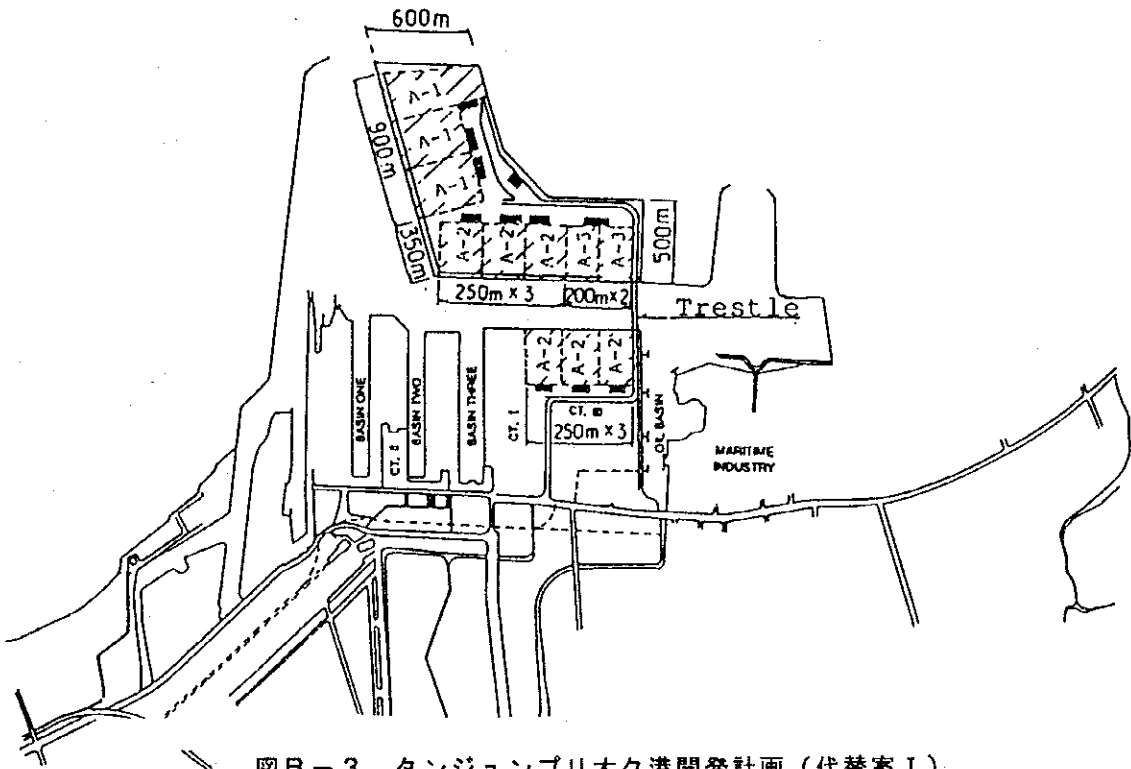 600m
A-1
A-1
A-1
900m
350m
A-2
A-2
A-2
A-3
A-3
500m
250m × 3
200m×2
Trestle
A-2
A-2
A-2
BASIN ONE
BASIN TWO
BASIN THREE
CT. I
CT. II
CT. III
250m × 3
OIL BASIN
MARITIME
INDUSTRY
図B-3 タンジュンプリオク港開発計画(代替案I)